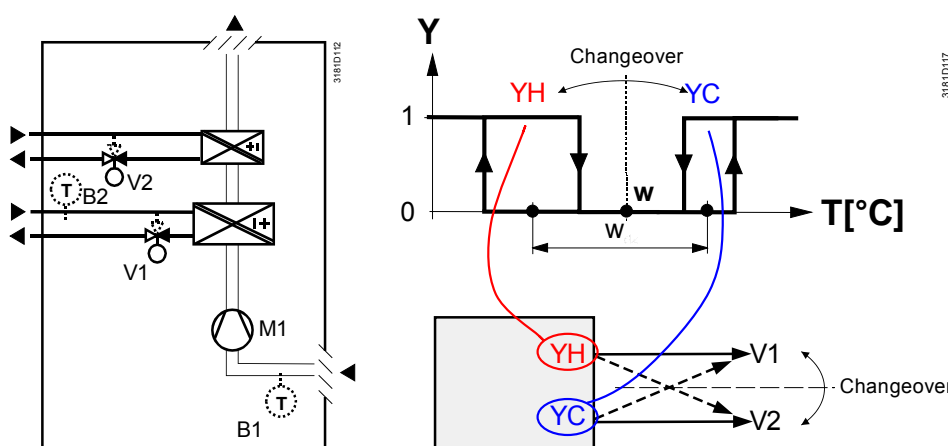 3181D112
V2
T
B2
V1
M1
T
B1
Y
Changeover
YH
YC
3181D117
1
w
0
T[°C]
w
YH
V1
Changeover
YC
V2